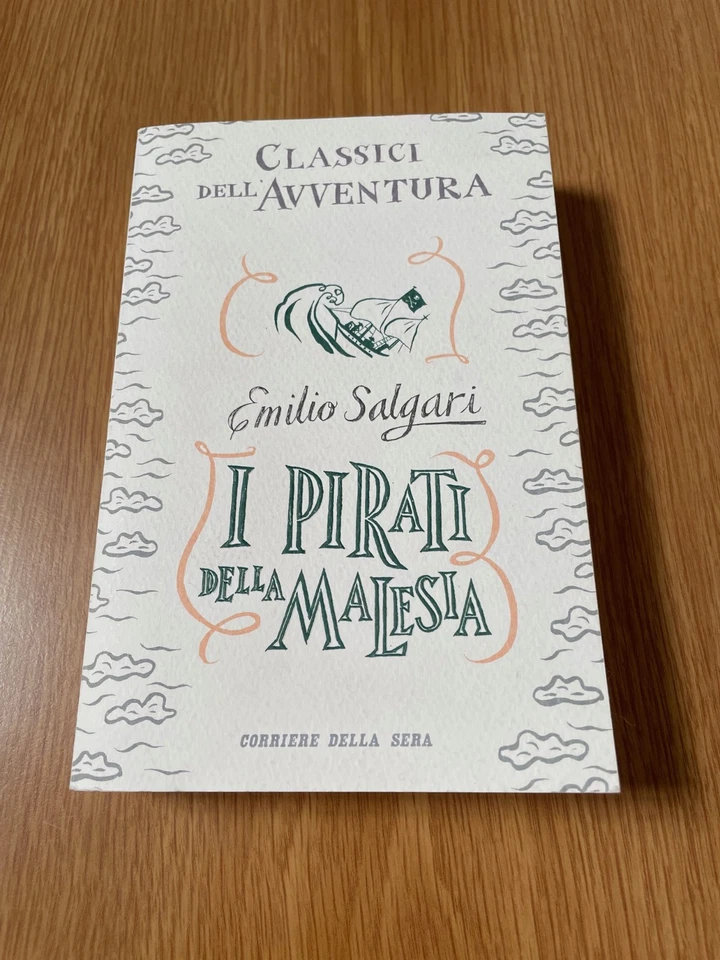 CLASSICI
DELL'AVVENTURA
Emilio Salgari
I PIRATI
DELLA MALESIA
CORRIERE DELLA SERA